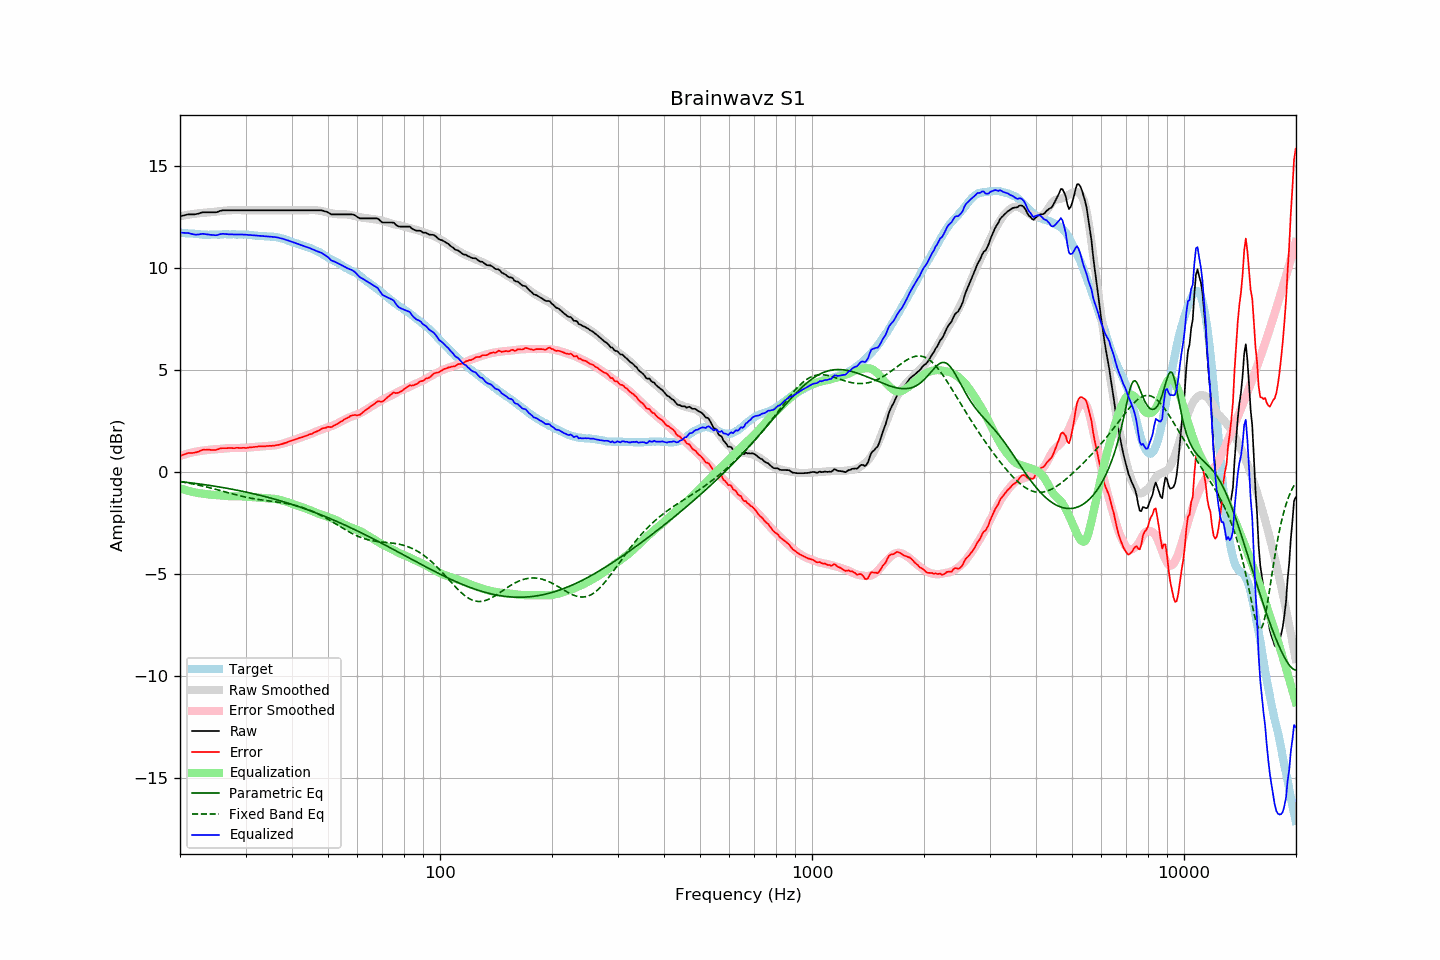 Brainwavz S1
15
10
5
0
−5
−10
−15
Amplitude (dBr)
Target
Raw Smoothed
Error Smoothed
Raw
Error
Equalization
Parametric Eq
Fixed Band Eq
Equalized
100
1000
10000
Frequency (Hz)